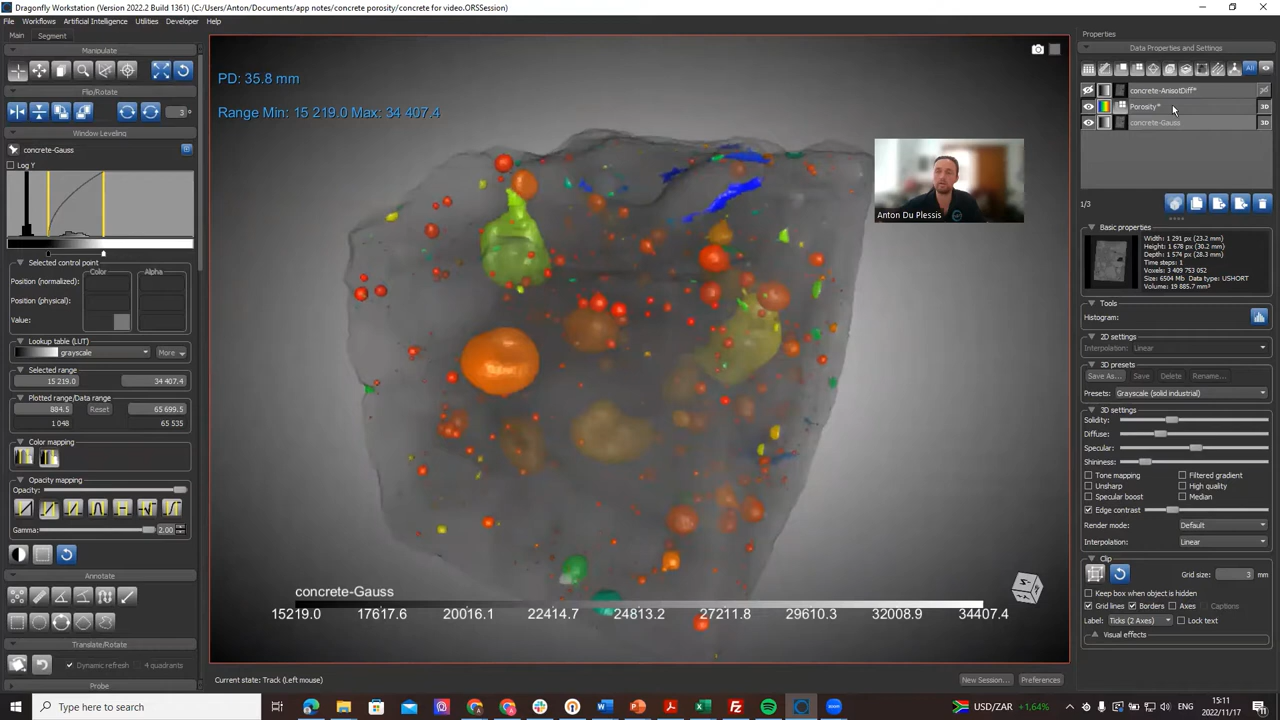 Dragonfly Workstation (Version 2022.2 Build 1361) (C:/Users/Anton/Documents/app notes/concrete porosity/concrete for video.ORSSession)
File Workflows Artificial Intelligence Utilities Developer Help
Main Segment
Manipulate
Flip/Rotate
3°
Window Leveling
concrete-Gauss
Log Y
Selected control point
Color Alpha
Position (normalized):
Position (physical):
Value:
Lookup table (LUT)
grayscale More
Selected range
15 219.0 34 407.4
Plotted range/Data range
884.5 Reset 65 699.5
1 048 65 535
Color mapping
Opacity mapping
Opacity:
Gamma: 2.00
Annotate
Translate/Rotate
Dynamic refresh 4 quadrants
Probe
PD: 35.8 mm
Range Min: 15 219.0 Max: 34 407.4
Anton Du Plessis
concrete-Gauss
15219.0 17617.6 20016.1 22414.7 24813.2 27211.8 29610.3 32008.9 34407.4
Current state: Track (Left mouse)
New Session... Preferences
Properties
Data Properties and Settings
All
concrete-AnisotDiff*
Porosity* 3D
concrete-Gauss 3D
1/3
Basic properties
Width: 1 291 px (23.2 mm)
Height: 1 678 px (30.2 mm)
Depth: 1 574 px (28.3 mm)
Time steps: 1
Voxels: 3 409 753 052
Size: 6504 Mb Data type: USHORT
Volume: 19 885.7 mm³
Tools
Histogram:
2D settings
Interpolation: Linear
3D presets
Save As... Save Delete Rename...
Presets: Grayscale (solid industrial)
3D settings
Solidity:
Diffuse:
Specular:
Shininess:
Tone mapping Filtered gradient
Unsharp High quality
Specular boost Median
Edge contrast
Render mode: Default
Interpolation: Linear
Clip
Grid size: 3 mm
Keep box when object is hidden
Grid lines Borders Axes Captions
Label: Ticks (2 Axes) Lock text
Visual effects
Type here to search
USD/ZAR +1,64% ENG
15:11
2022/11/17